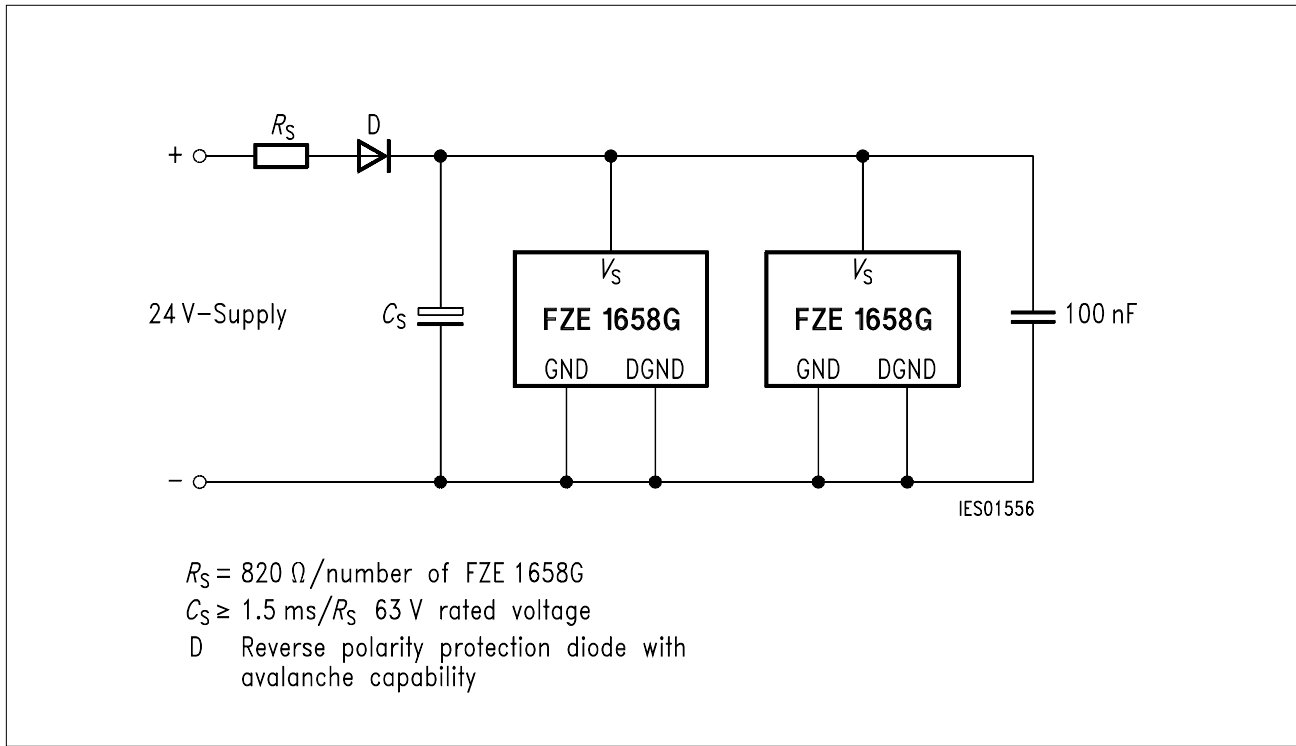 R_S D
+
V_S V_S
24 V-Supply C_S FZE 1658G FZE 1658G 100 nF
GND DGND GND DGND
-
IES01556
R_S = 820 Ω/number of FZE 1658G
C_S ≥ 1.5 ms/R_S 63 V rated voltage
D Reverse polarity protection diode with
avalanche capability